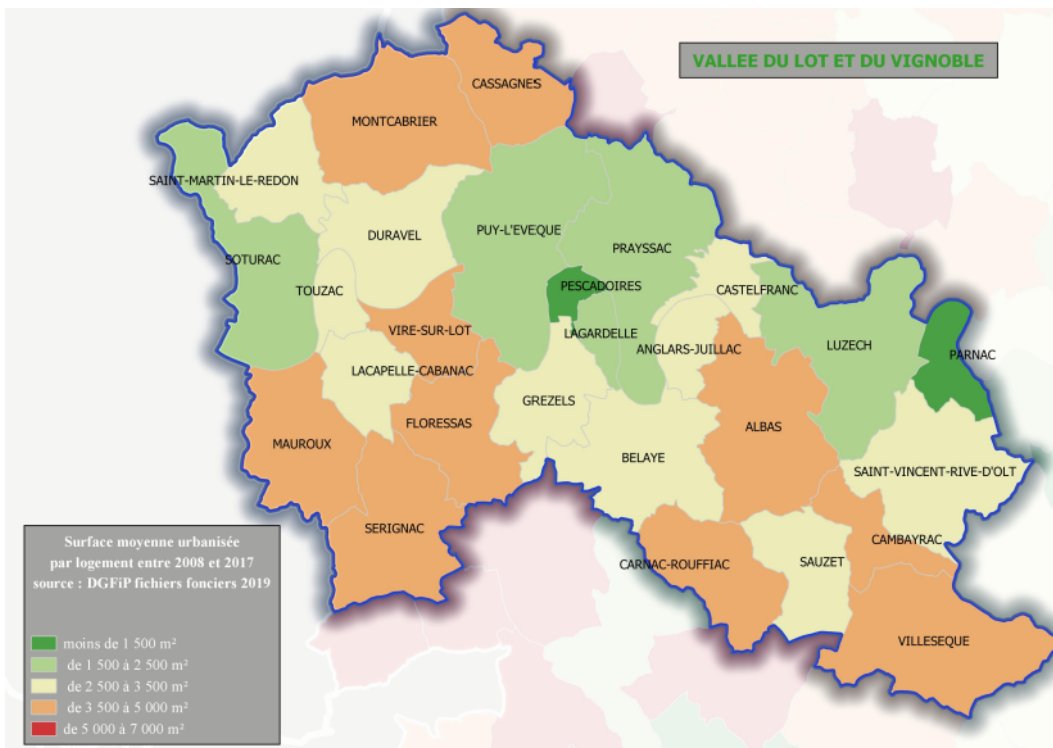 VALLEE DU LOT ET DU VIGNOBLE
CASSAGNES
MONTCABRIER
SAINT-MARTIN-LE-REDON
DURAVEL
PUY-L'EVEQUE
PRAYSSAC
SOTURAC
TOUZAC
PESCADOIRES
CASTELFRANC
VIRE-SUR-LOT
LAGARDELLE
ANGLARS-JUILLAC
LUZECH
PARNAC
LACAPELLE-CABANAC
GREZELS
FLORESSAS
ALBAS
MAUROUX
BELAYE
SAINT-VINCENT-RIVE-D'OLT
SERIGNAC
CAMBAYRAC
CARNAC-ROUFFIAC
SAUZET
VILLESEQUE
Surface moyenne urbanisée
par logement entre 2008 et 2017
source : DGFiP fichiers fonciers 2019
moins de 1 500 m²
de 1 500 à 2 500 m²
de 2 500 à 3 500 m²
de 3 500 à 5 000 m²
de 5 000 à 7 000 m²